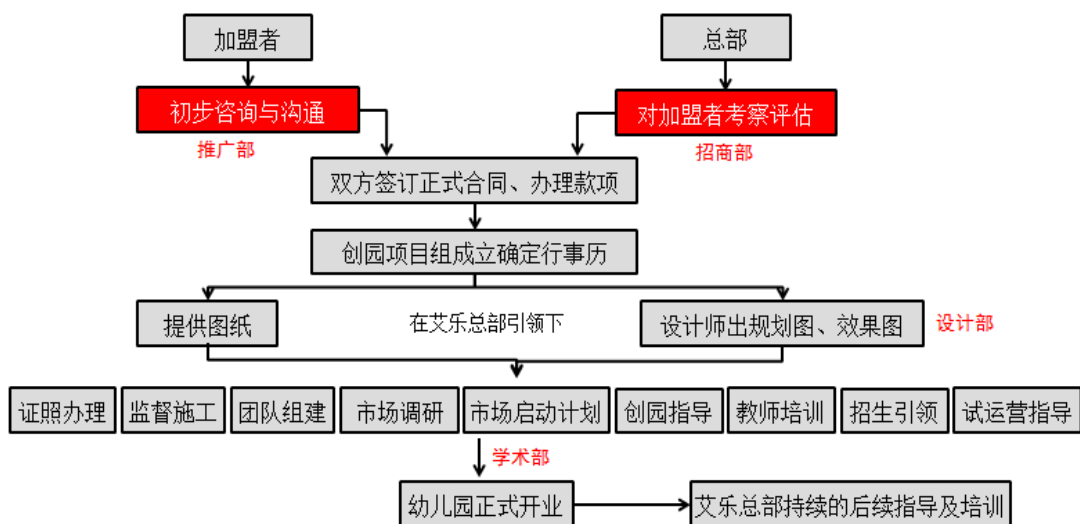 加盟者
总部
初步咨询与沟通
对加盟者考察评估
推广部
招商部
双方签订正式合同、办理款项
创园项目组成立确定行事历
提供图纸
在艾乐总部引领下
设计师出规划图、效果图
设计部
证照办理
监督施工
团队组建
市场调研
市场启动计划
创园指导
教师培训
招生引领
试运营指导
学术部
幼儿园正式开业
艾乐总部持续的后续指导及培训